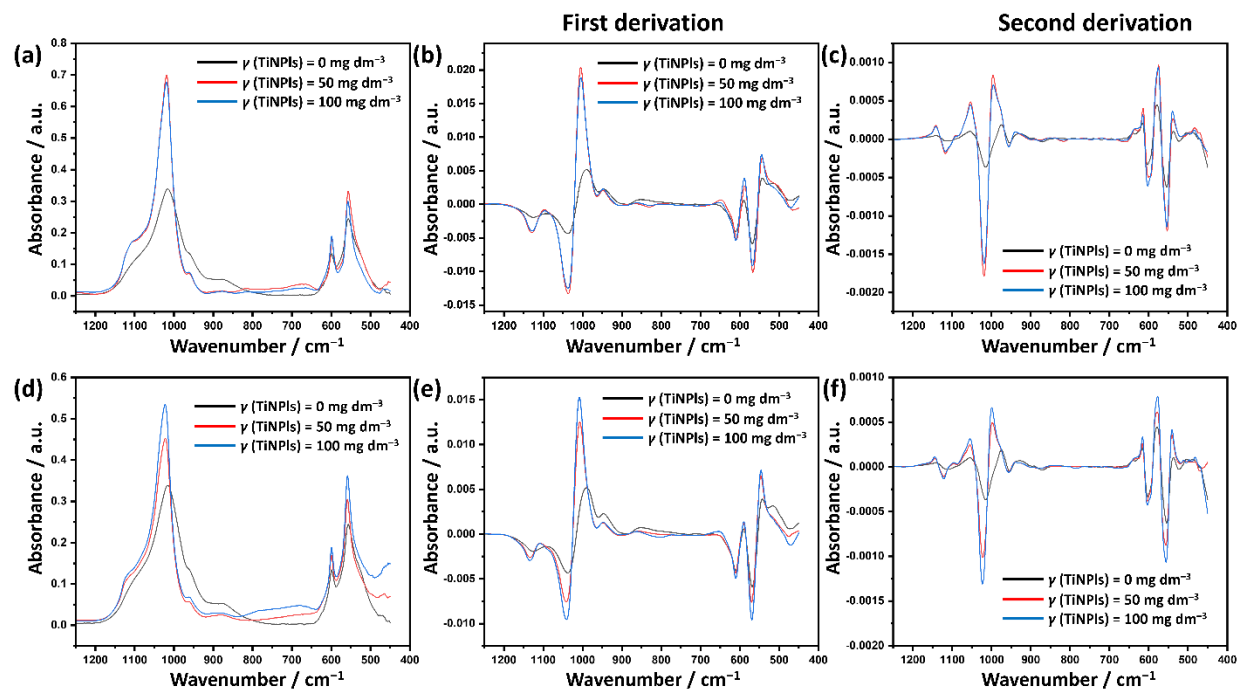 First derivation
Second derivation
(a)
0.8
0.7
0.6
0.5
0.4
0.3
0.2
0.1
0.0
Absorbance / a.u.
γ (TiNPls) = 0 mg dm⁻³
γ (TiNPls) = 50 mg dm⁻³
γ (TiNPls) = 100 mg dm⁻³
1200 1100 1000 900 800 700 600 500 400
Wavenumber / cm⁻¹
(b)
0.020
0.015
0.010
0.005
0.000
-0.005
-0.010
-0.015
Absorbance / a.u.
γ (TiNPls) = 0 mg dm⁻³
γ (TiNPls) = 50 mg dm⁻³
γ (TiNPls) = 100 mg dm⁻³
1200 1100 1000 900 800 700 600 500 400
Wavenumber / cm⁻¹
(c)
0.0010
0.0005
0.0000
-0.0005
-0.0010
-0.0015
-0.0020
Absorbance / a.u.
γ (TiNPls) = 0 mg dm⁻³
γ (TiNPls) = 50 mg dm⁻³
γ (TiNPls) = 100 mg dm⁻³
1200 1100 1000 900 800 700 600 500 400
Wavenumber / cm⁻¹
(d)
0.6
0.5
0.4
0.3
0.2
0.1
0.0
Absorbance / a.u.
γ (TiNPls) = 0 mg dm⁻³
γ (TiNPls) = 50 mg dm⁻³
γ (TiNPls) = 100 mg dm⁻³
1200 1100 1000 900 800 700 600 500 400
Wavenumber / cm⁻¹
(e)
0.015
0.010
0.005
0.000
-0.005
-0.010
Absorbance / a.u.
γ (TiNPls) = 0 mg dm⁻³
γ (TiNPls) = 50 mg dm⁻³
γ (TiNPls) = 100 mg dm⁻³
1200 1100 1000 900 800 700 600 500 400
Wavenumber / cm⁻¹
(f)
0.0010
0.0005
0.0000
-0.0005
-0.0010
-0.0015
-0.0020
Absorbance / a.u.
γ (TiNPls) = 0 mg dm⁻³
γ (TiNPls) = 50 mg dm⁻³
γ (TiNPls) = 100 mg dm⁻³
1200 1100 1000 900 800 700 600 500 400
Wavenumber / cm⁻¹